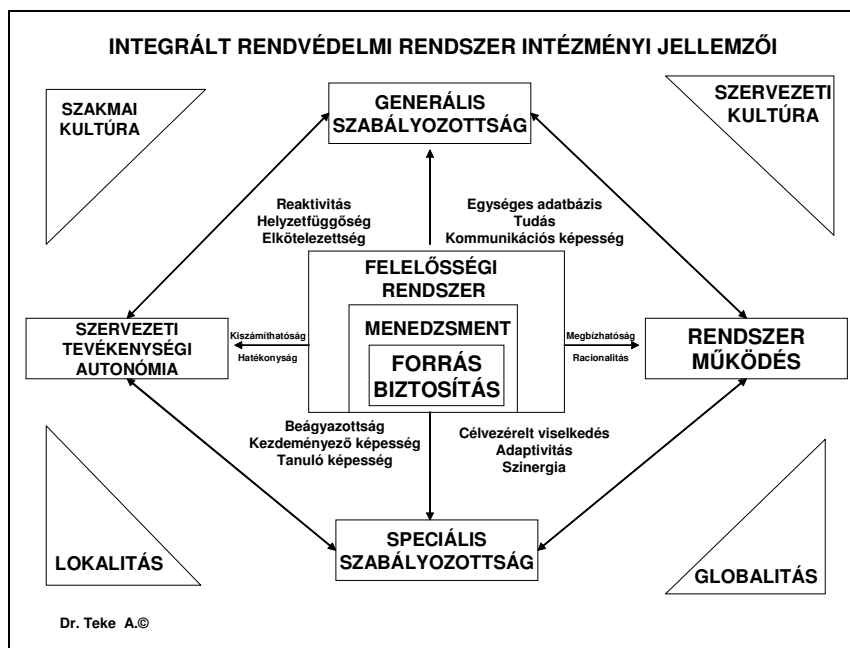 INTEGRÁLT RENDVÉDELMI RENDSZER INTÉZMÉNYI JELLEMZŐI
SZAKMAI
KULTÚRA
GENERÁLIS
SZABÁLYOZOTTSÁG
SZERVEZETI
KULTÚRA
Reaktivitás
Helyzetfüggőség
Elkötelezettség
Egységes adatbázis
Tudás
Kommunikációs képesség
FELELŐSSÉGI
RENDSZER
MENEDZSMENT
FORRÁS
BIZTOSÍTÁS
SZERVEZETI
TEVÉKENYSÉGI
AUTONÓMIA
Kiszámíthatóság
Hatékonyság
Megbízhatóság
Racionalitás
RENDSZER
MŰKÖDÉS
Beágyazottság
Kezdeményező képesség
Tanuló képesség
Célvezérelt viselkedés
Adaptivitás
Szinergia
LOKALITÁS
SPECIÁLIS
SZABÁLYOZOTTSÁG
GLOBALITÁS
Dr. Teke A.©